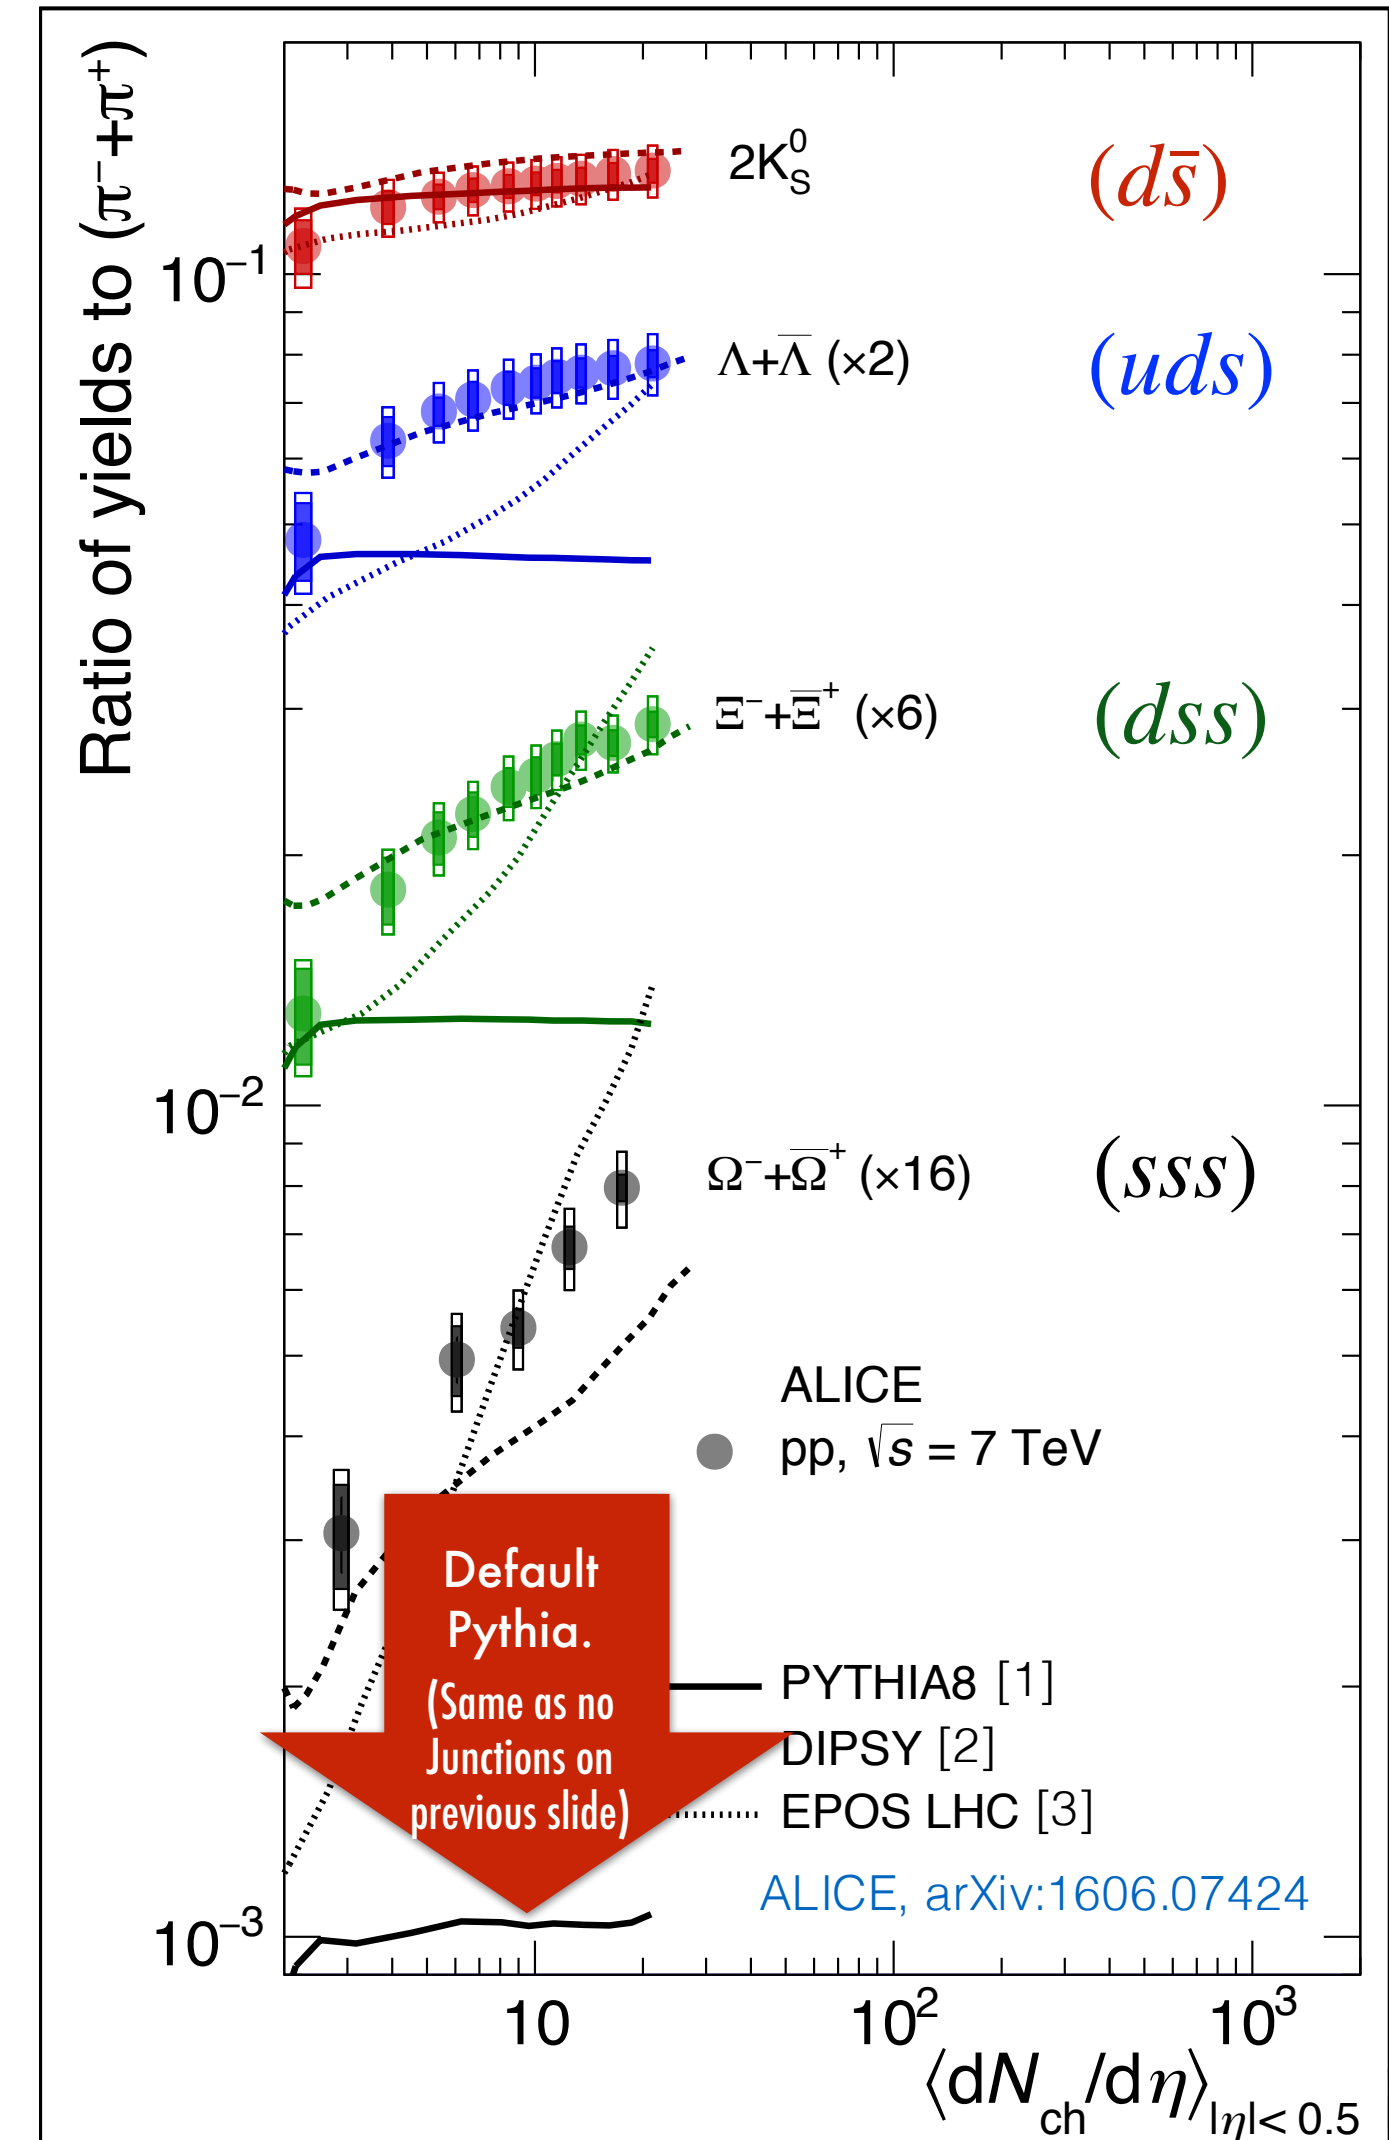 Ratio of yields to (π⁻+π⁺)
2K⁰_S
(ds̅)
10⁻¹
Λ+Λ̅ (×2)
(uds)
Ξ⁻+Ξ̅⁺ (×6)
(dss)
10⁻²
Ω⁻+Ω̅⁺ (×16)
(sss)
ALICE
pp, √s = 7 TeV
Default
Pythia.
(Same as no
Junctions on
previous slide)
PYTHIA8 [1]
DIPSY [2]
EPOS LHC [3]
ALICE, arXiv:1606.07424
10⁻³
10
10²
10³
⟨dN_ch/dη⟩_|η|< 0.5